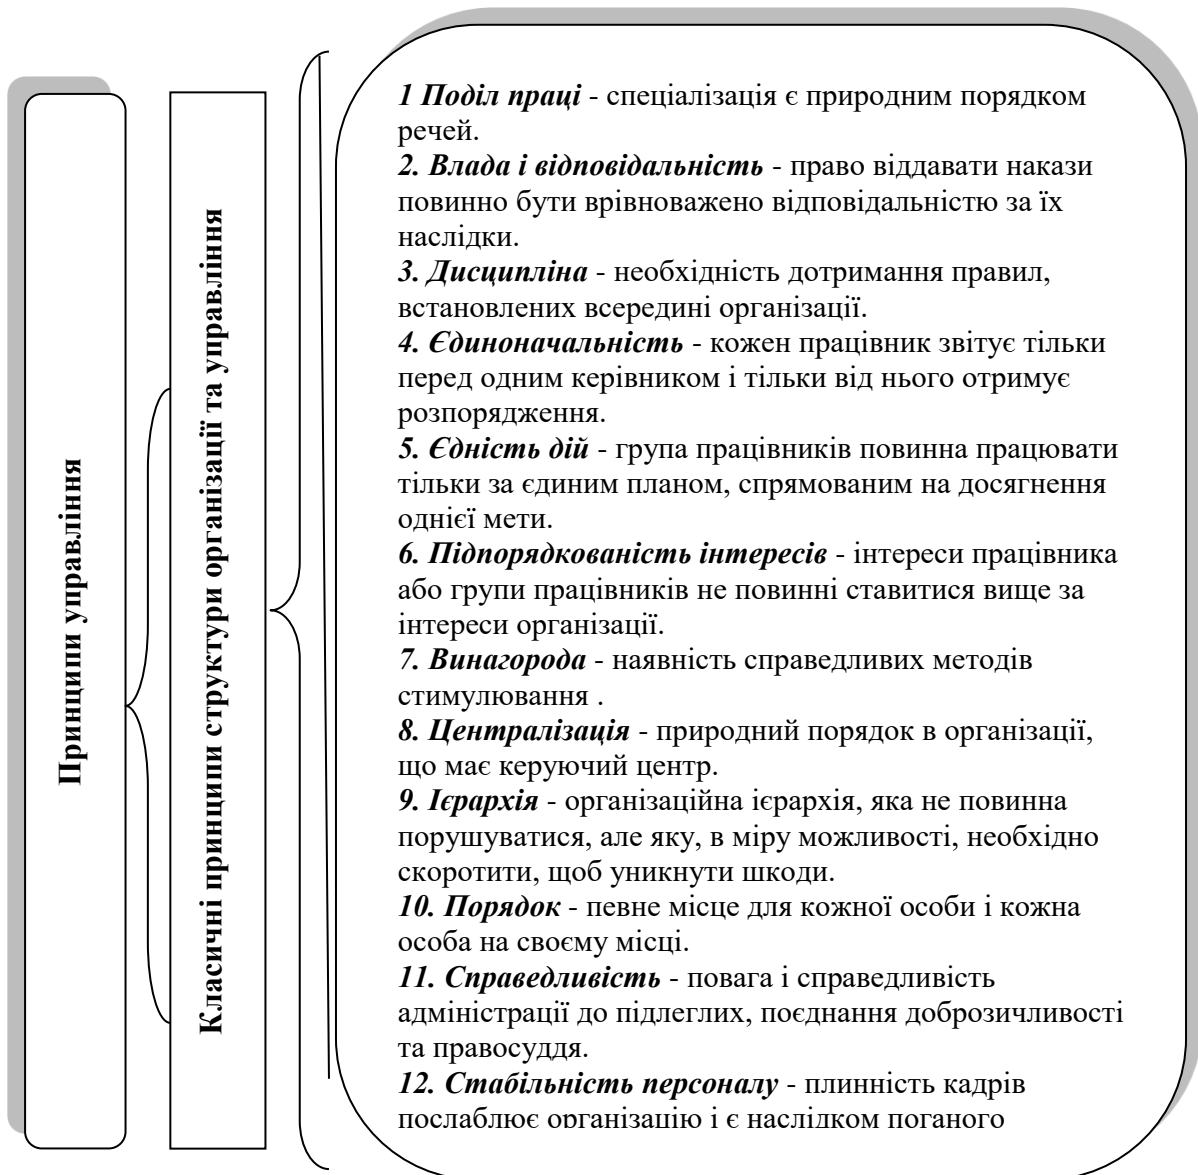 Принципи управління
Класичні принципи структури організації та управління
1 Поділ праці - спеціалізація є природним порядком
речей.
2. Влада і відповідальність - право віддавати накази
повинно бути врівноважено відповідальністю за їх
наслідки.
3. Дисципліна - необхідність дотримання правил,
встановлених всередині організації.
4. Єдиноначальність - кожен працівник звітує тільки
перед одним керівником і тільки від нього отримує
розпорядження.
5. Єдність дій - група працівників повинна працювати
тільки за єдиним планом, спрямованим на досягнення
однієї мети.
6. Підпорядкованість інтересів - інтереси працівника
або групи працівників не повинні ставитися вище за
інтереси організації.
7. Винагорода - наявність справедливих методів
стимулювання .
8. Централізація - природний порядок в організації,
що має керуючий центр.
9. Ієрархія - організаційна ієрархія, яка не повинна
порушуватися, але яку, в міру можливості, необхідно
скоротити, щоб уникнути шкоди.
10. Порядок - певне місце для кожної особи і кожна
особа на своєму місці.
11. Справедливість - повага і справедливість
адміністрації до підлеглих, поєднання доброзичливості
та правосуддя.
12. Стабільність персоналу - плинність кадрів
послаблює організацію і є наслідком поганого